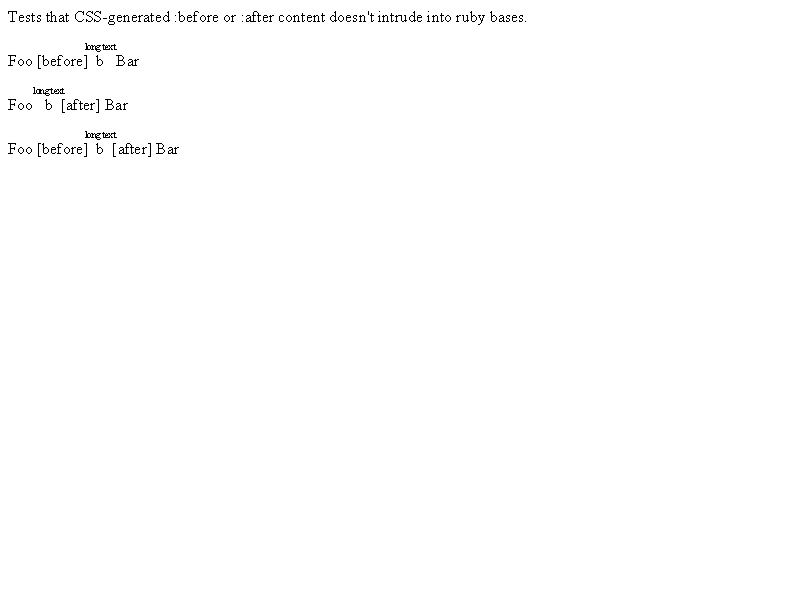 Tests that CSS-generated :before or :after content doesn't intrude into ruby bases.
longtext
Foo [before] b Bar
longtext
Foo b [after] Bar
longtext
Foo [before] b [after] Bar